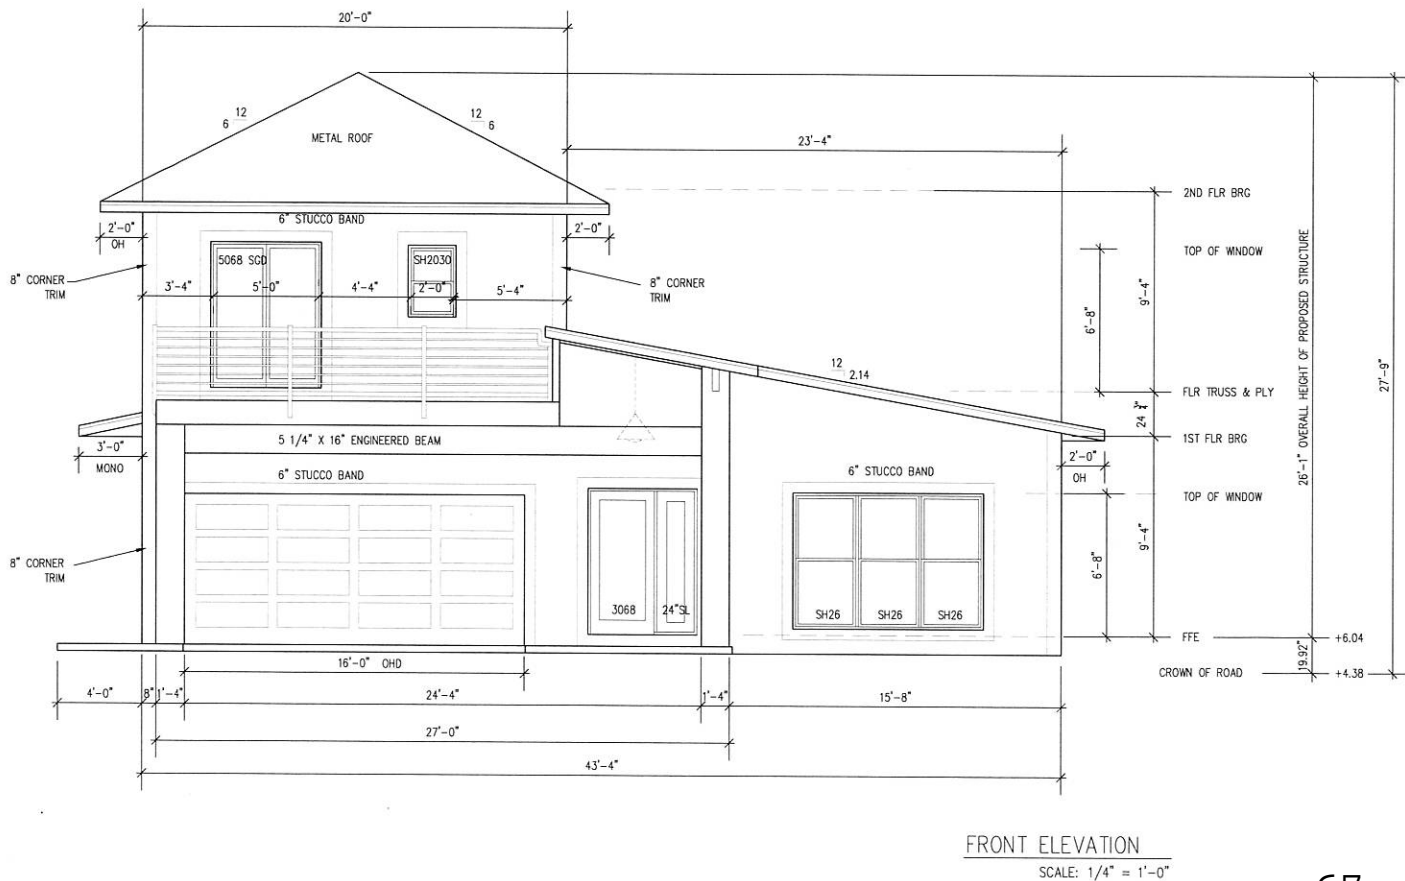 20'-0"
12
6
12
6
METAL ROOF
23'-4"
2ND FLR BRG
6" STUCCO BAND
2'-0"
OH
2'-0"
5068 SGD
SH2030
TOP OF WINDOW
8" CORNER
TRIM
8" CORNER
TRIM
3'-4"
5'-0"
4'-4"
2'-0"
5'-4"
6'-8"
9'-4"
26'-1" OVERALL HEIGHT OF PROPOSED STRUCTURE
27'-9"
12
2.14
FLR TRUSS & PLY
24 3/4"
5 1/4" X 16" ENGINEERED BEAM
1ST FLR BRG
3'-0"
MONO
2'-0"
OH
6" STUCCO BAND
6" STUCCO BAND
TOP OF WINDOW
6'-8"
9'-4"
8" CORNER
TRIM
3068
24"SL
SH26
SH26
SH26
FFE
+6.04
19.92"
16'-0" OHD
CROWN OF ROAD
+4.38
4'-0"
8"
1'-4"
24'-4"
1'-4"
15'-8"
27'-0"
43'-4"
FRONT ELEVATION
SCALE: 1/4" = 1'-0"